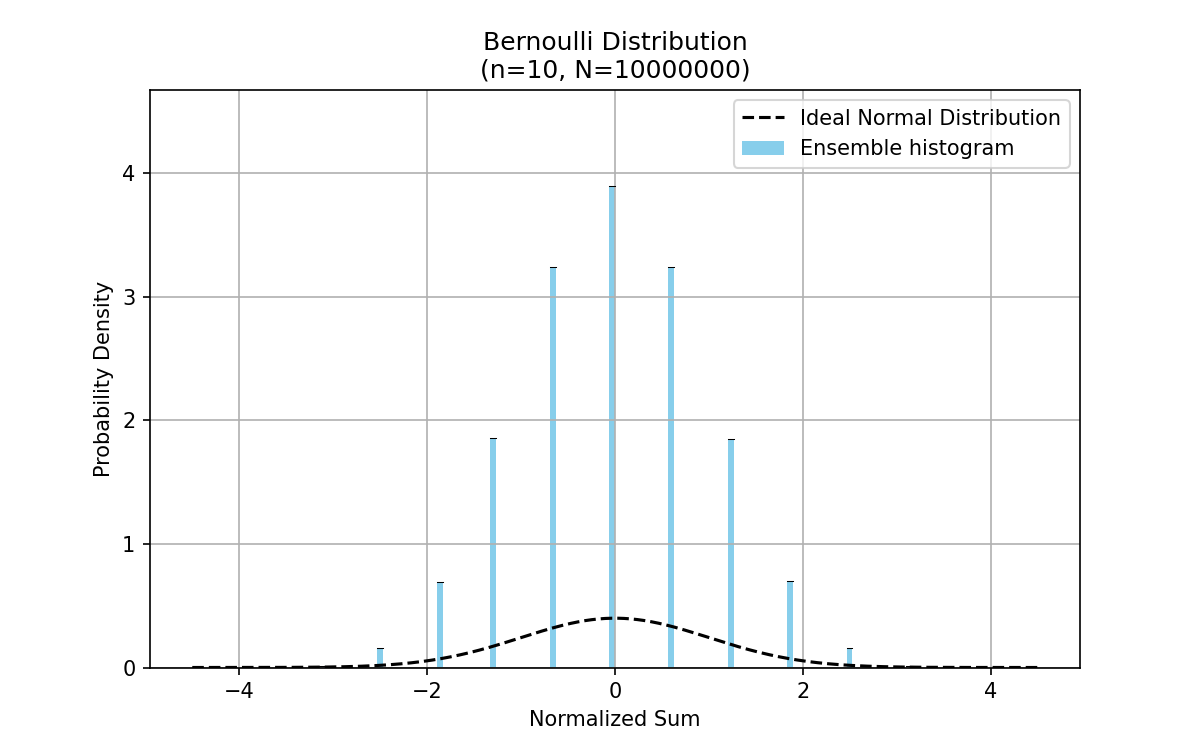 Bernoulli Distribution
(n=10, N=10000000)
Ideal Normal Distribution
Ensemble histogram
Probability Density
4
3
2
1
0
−4
−2
0
2
4
Normalized Sum